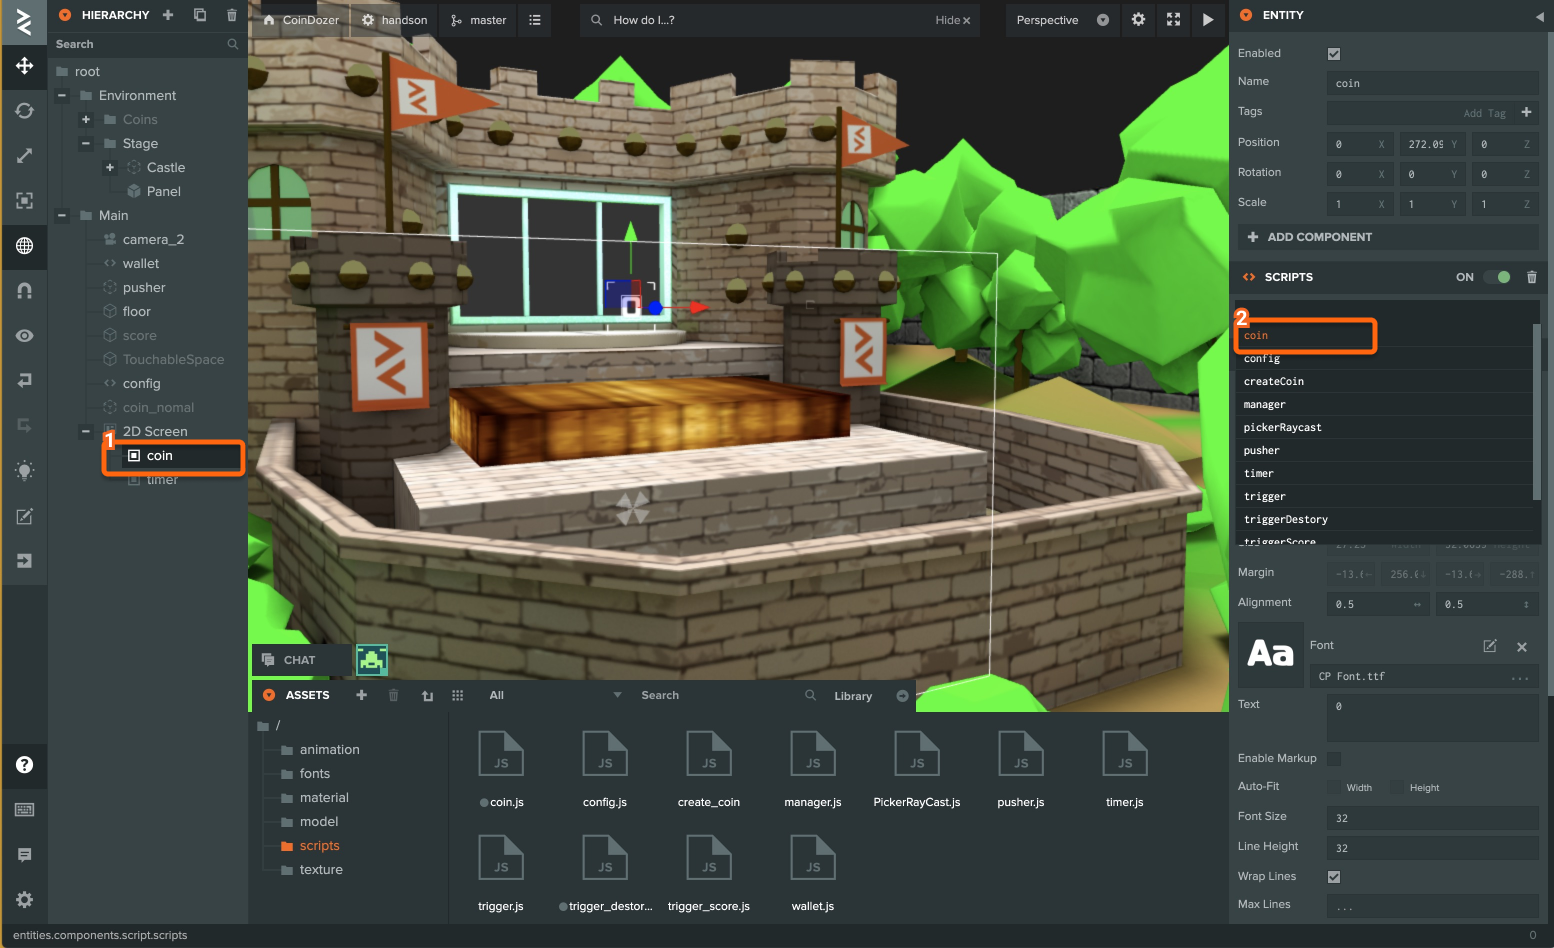 HIERARCHY
Search
root
Environment
Coins
Stage
Castle
Panel
Main
camera_2
wallet
pusher
floor
score
TouchableSpace
config
coin_nomal
2D Screen
1
coin
timer
CoinDozer
handson
master
How do I...?
Hide
Perspective
CHAT
ASSETS
All
Search
Library
/
animation
fonts
material
model
scripts
texture
JS JS JS JS JS JS JS
coin.js config.js create_coin manager.js PickerRayCast.js pusher.js timer.js
JS JS JS JS
trigger.js trigger_destor... trigger_score.js wallet.js
ENTITY
Enabled
Name coin
Tags Add Tag
Position 0 X 272.09 Y 0 Z
Rotation 0 X 0 Y 0 Z
Scale 1 X 1 Y 1 Z
ADD COMPONENT
SCRIPTS ON
2
coin
config
createCoin
manager
pickerRaycast
pusher
timer
trigger
triggerDestory
triggerScore
Margin -13.6 256.6 -13.6 -288.
Alignment 0.5 0.5
Aa
Font
CP Font.ttf ...
Text 0
Enable Markup
Auto-Fit Width Height
Font Size 32
Line Height 32
Wrap Lines
Max Lines ...
entities.components.script.scripts
0